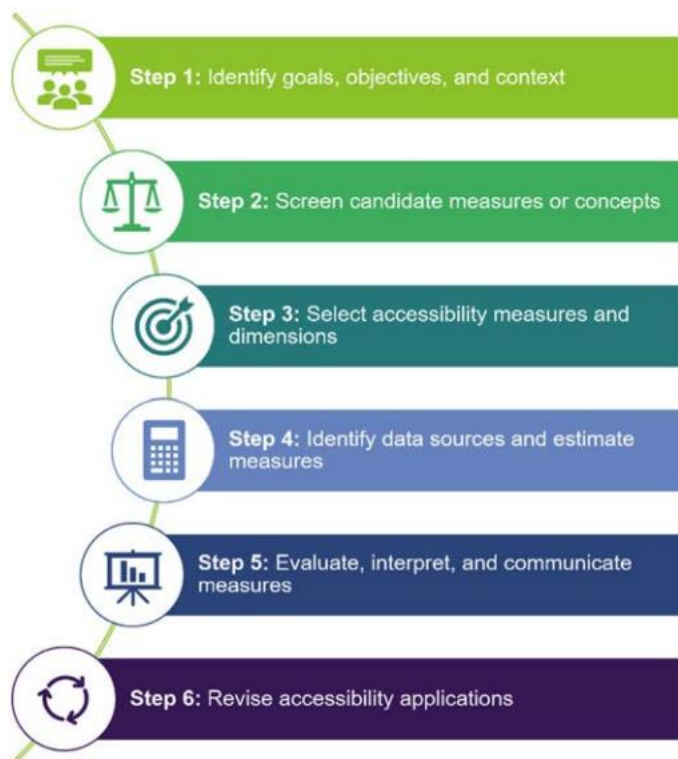 Step 1: Identify goals, objectives, and context
Step 2: Screen candidate measures or concepts
Step 3: Select accessibility measures and
dimensions
Step 4: Identify data sources and estimate
measures
Step 5: Evaluate, interpret, and communicate
measures
Step 6: Revise accessibility applications